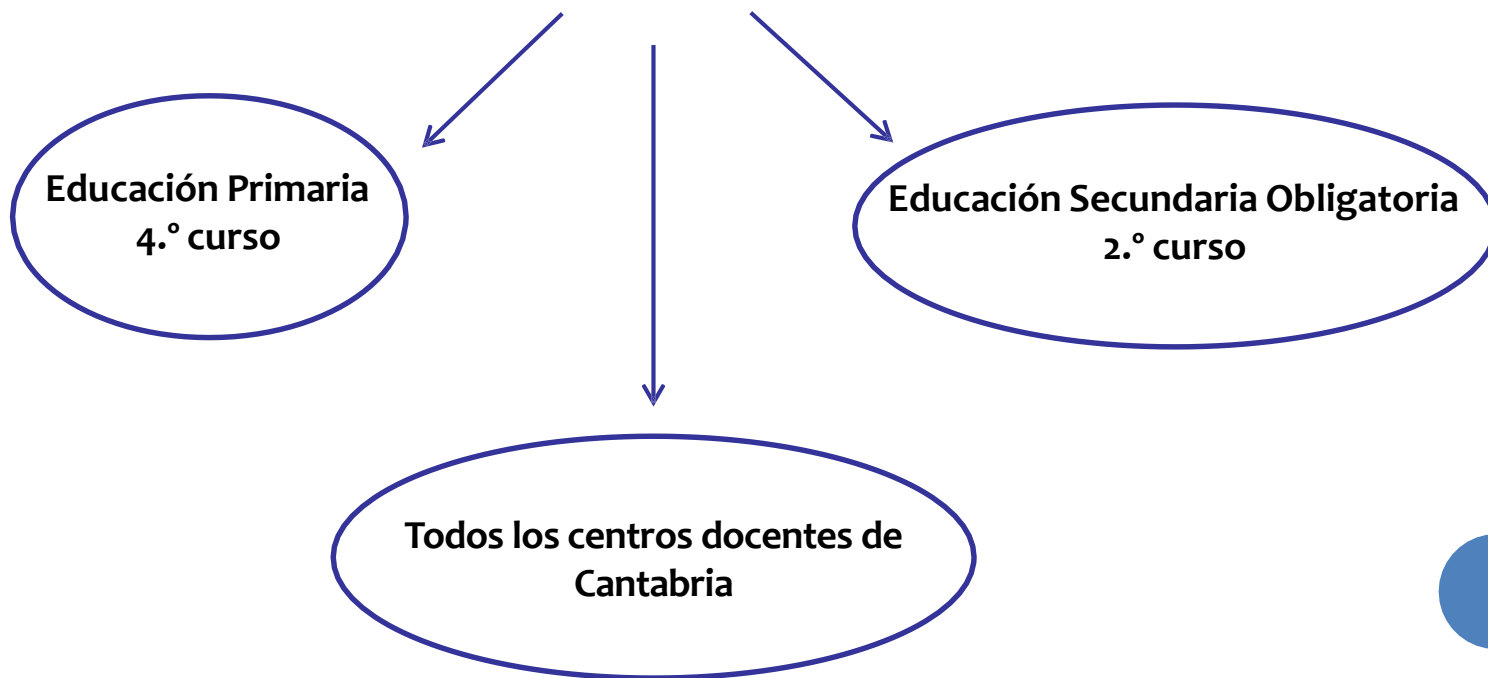 Educación Primaria
4.º curso
Educación Secundaria Obligatoria
2.º curso
Todos los centros docentes de
Cantabria